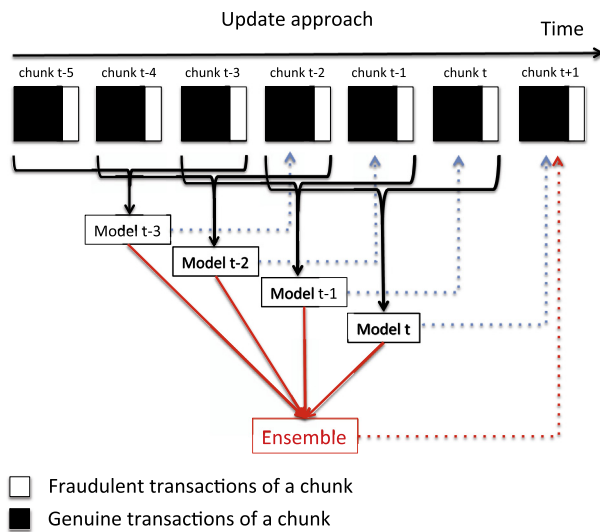 Update approach
Time
chunk t-5
chunk t-4
chunk t-3
chunk t-2
chunk t-1
chunk t
chunk t+1
Model t-3
Model t-2
Model t-1
Model t
Ensemble
Fraudulent transactions of a chunk
Genuine transactions of a chunk